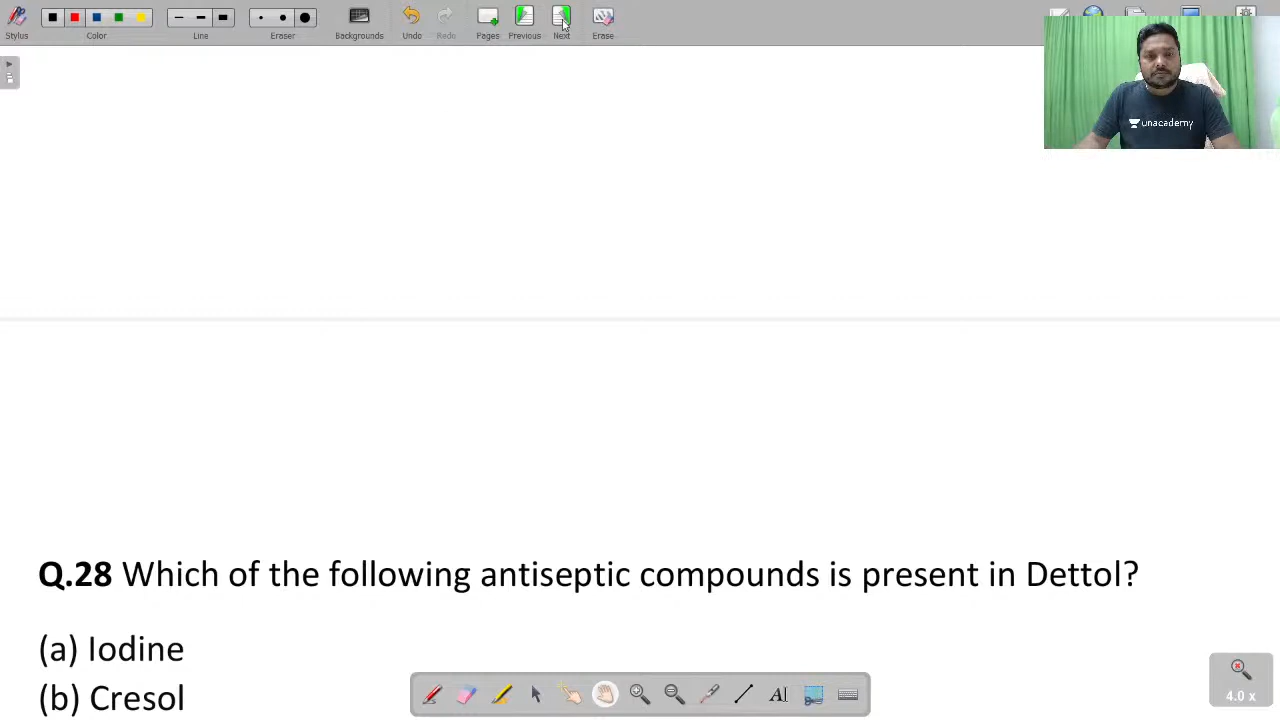 Stylus
Color
Line
Eraser
Backgrounds
Undo
Redo
Pages
Previous
Next
Erase
unacademy
Q.28 Which of the following antiseptic compounds is present in Dettol?
(a) Iodine
(b) Cresol
AI
4.0 x